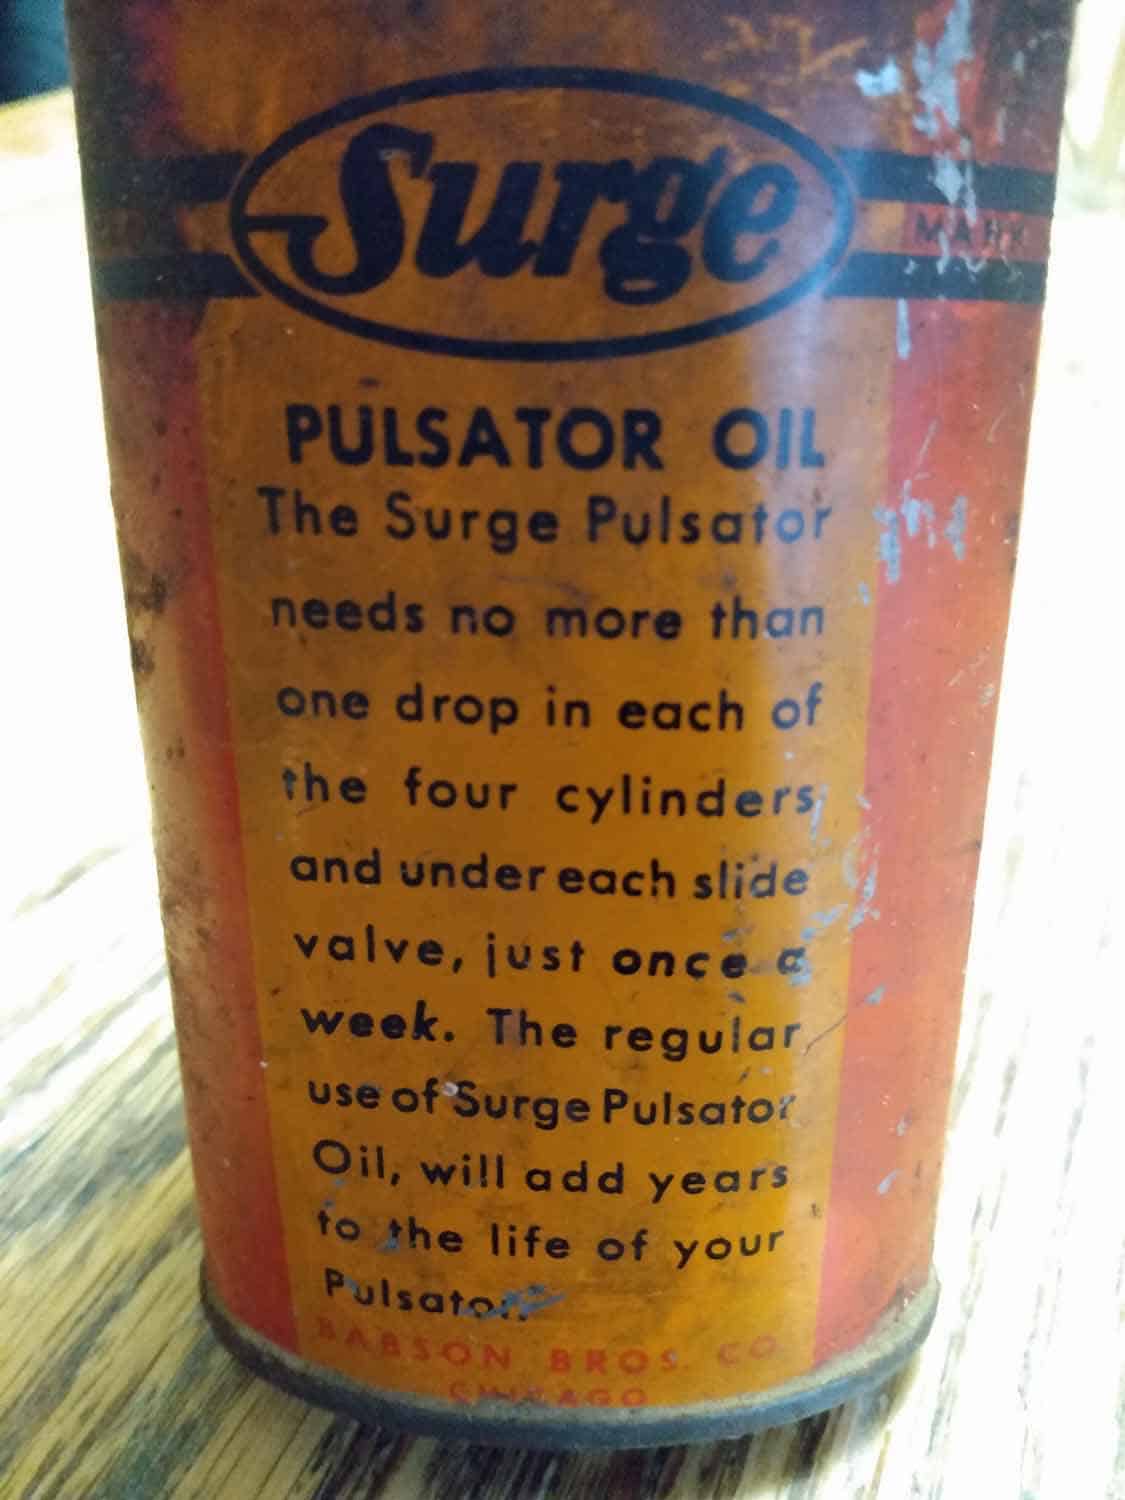 Surge
MARK
PULSATOR OIL
The Surge Pulsator
needs no more than
one drop in each of
the four cylinders
and under each slide
valve, just once a
week. The regular
use of Surge Pulsator
Oil, will add years
to the life of your
Pulsator.
BABSON BROS. CO.
CHICAGO